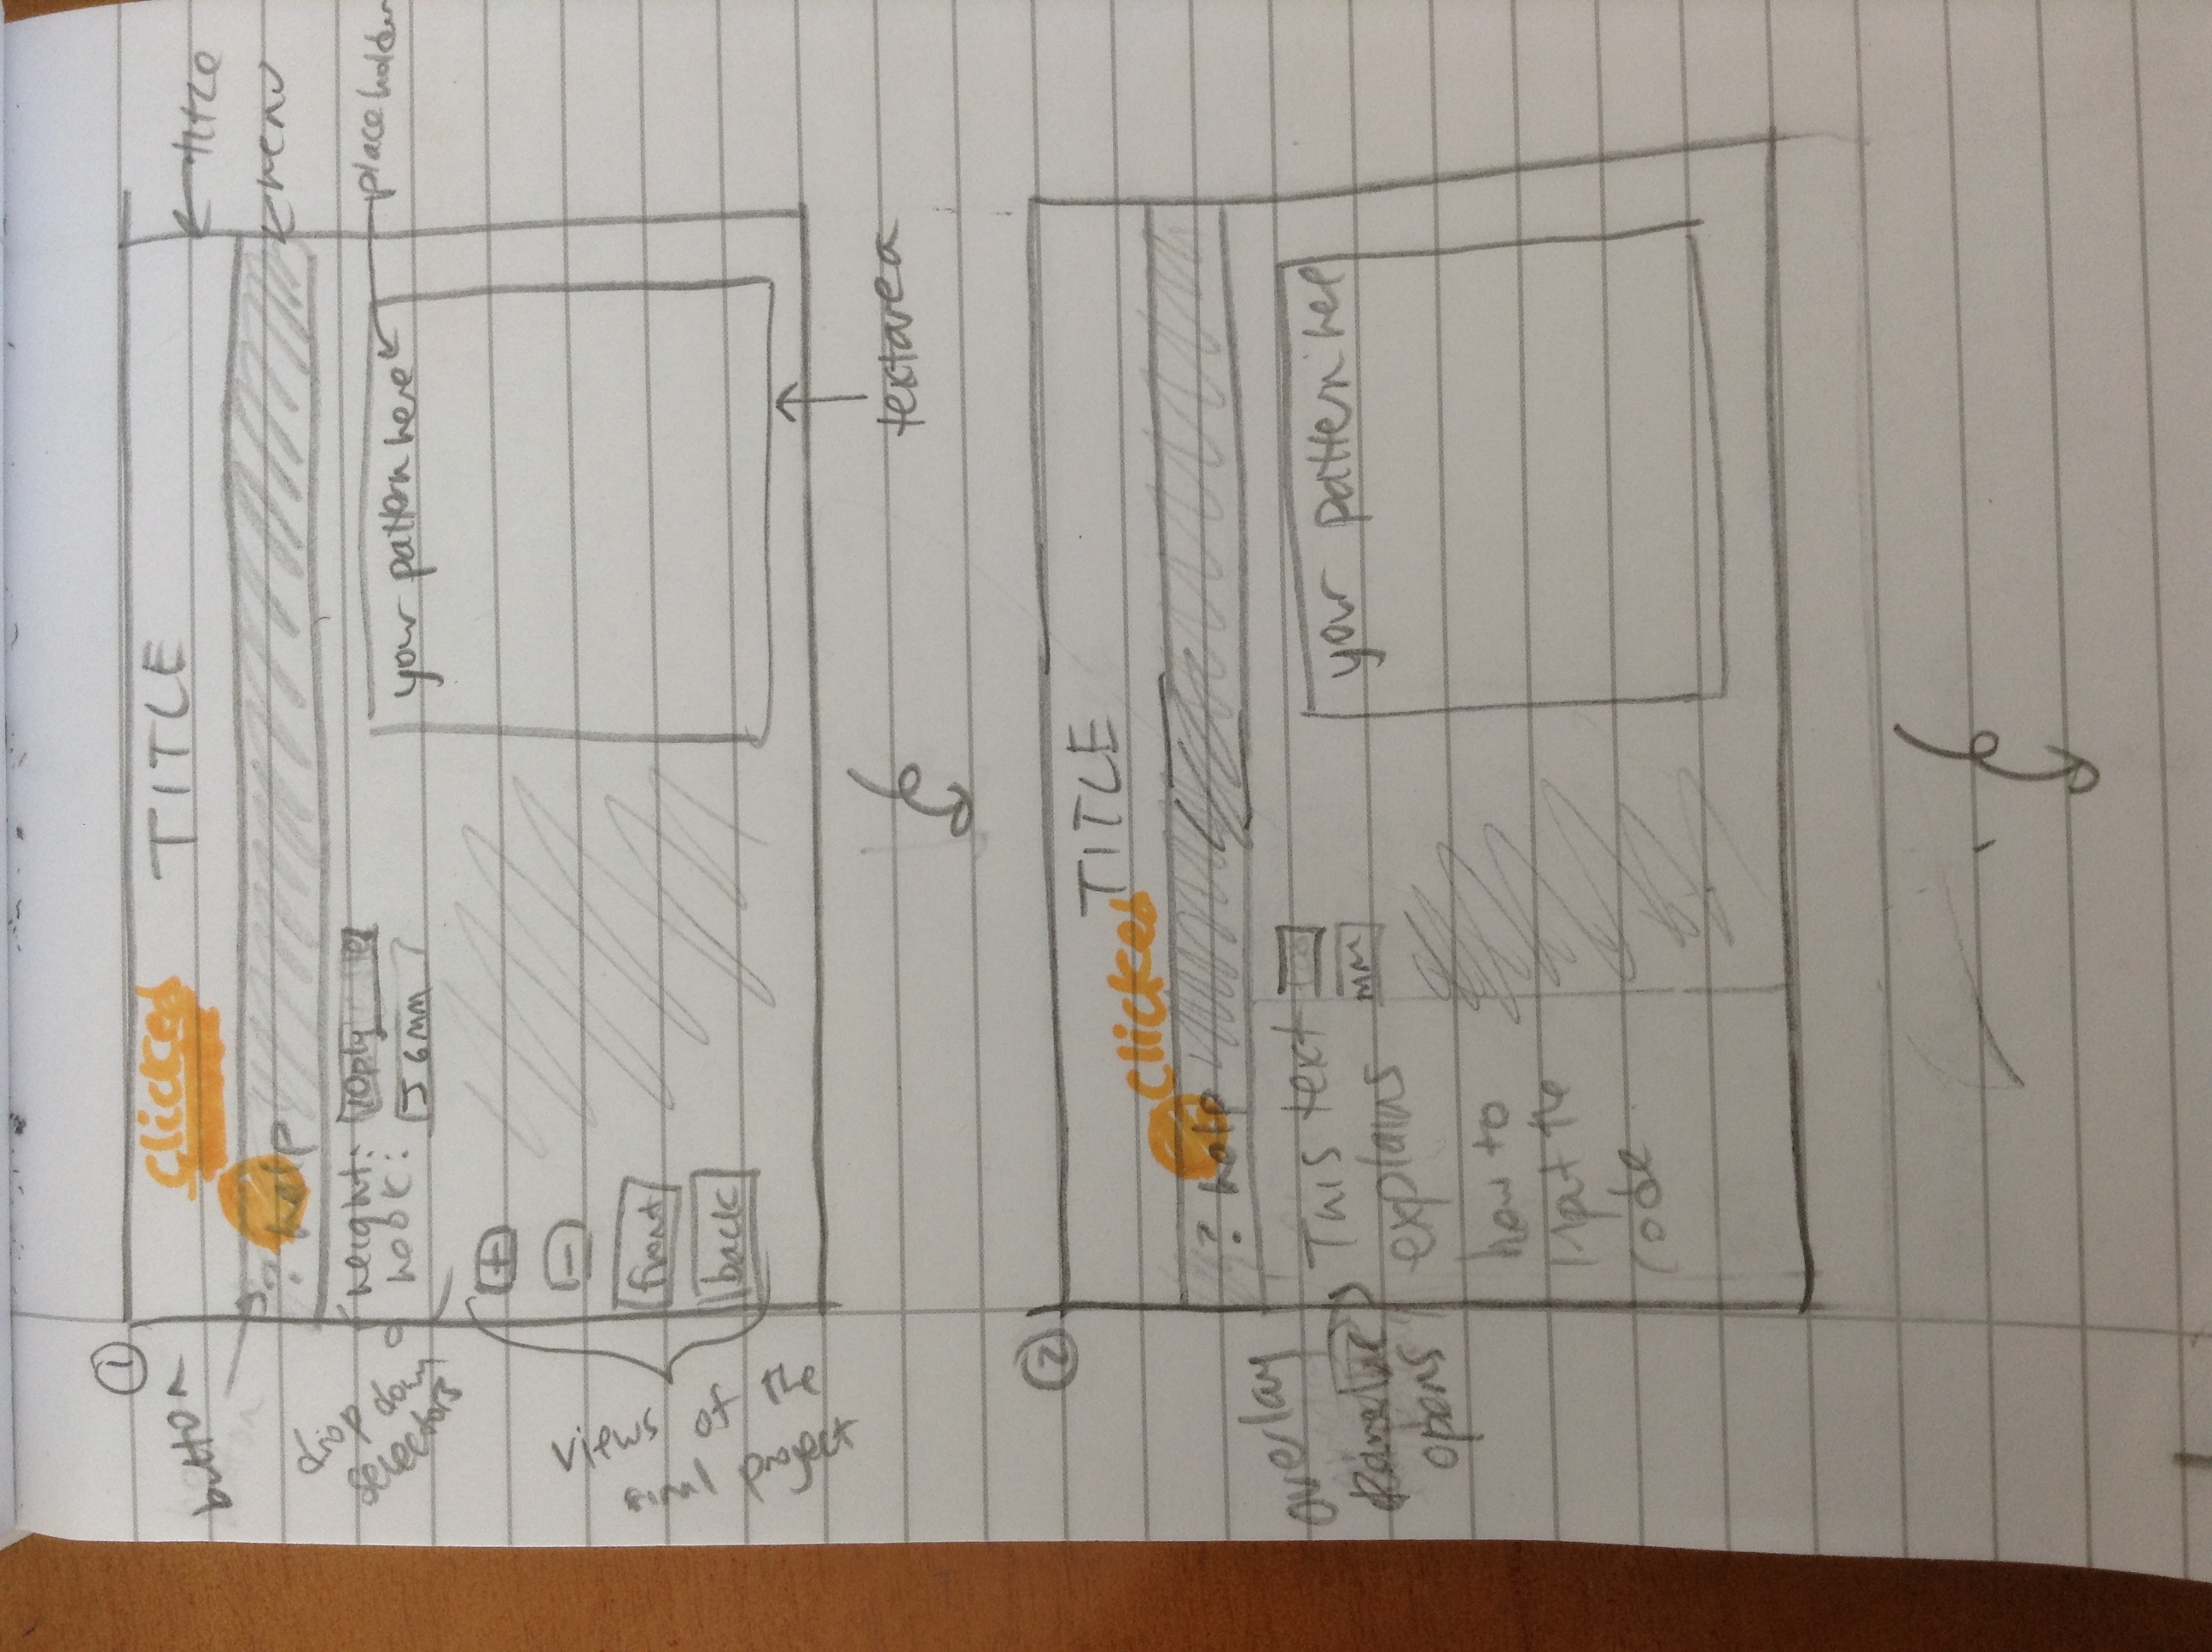 ①
Clicked
TITLE
button
title
? help
menu
drop down
selectors
weight: 10ply
hook: J 6mm
your pattern here
placeholder
+
-
front
back
views of the
final project
textarea
②
TITLE
Clicked
? help
overlay
opens
This text
explains
how to
input the
code
mm
your pattern here